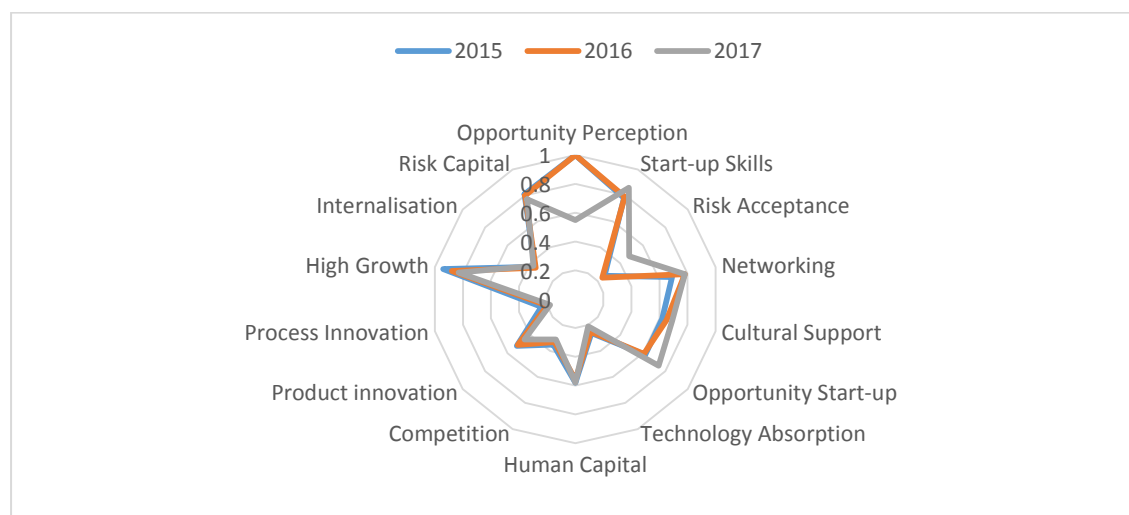 2015 2016 2017
Opportunity Perception
Risk Capital
1
Start-up Skills
0.8
Internalisation
0.6
Risk Acceptance
0.4
High Growth
0.2
Networking
0
Process Innovation
Cultural Support
Product innovation
Opportunity Start-up
Competition
Technology Absorption
Human Capital